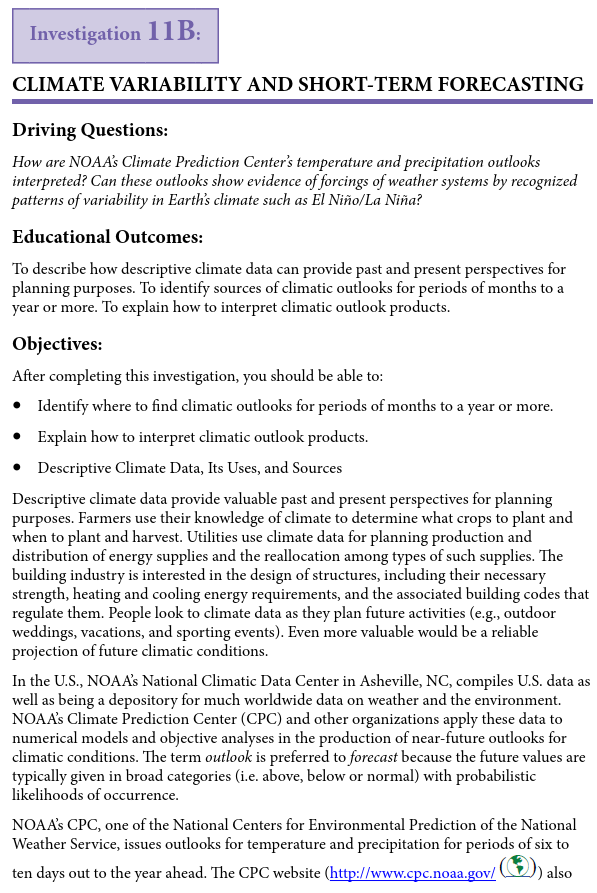 Investigation 11B:
CLIMATE VARIABILITY AND SHORT-TERM FORECASTING
Driving Questions:
How are NOAA's Climate Prediction Center's temperature and precipitation outlooks
interpreted? Can these outlooks show evidence of forcings of weather systems by recognized
patterns of variability in Earth's climate such as El Niño/La Niña?
Educational Outcomes:
To describe how descriptive climate data can provide past and present perspectives for
planning purposes. To identify sources of climatic outlooks for periods of months to a
year or more. To explain how to interpret climatic outlook products.
Objectives:
After completing this investigation, you should be able to:
● Identify where to find climatic outlooks for periods of months to a year or more.
● Explain how to interpret climatic outlook products.
● Descriptive Climate Data, Its Uses, and Sources
Descriptive climate data provide valuable past and present perspectives for planning
purposes. Farmers use their knowledge of climate to determine what crops to plant and
when to plant and harvest. Utilities use climate data for planning production and
distribution of energy supplies and the reallocation among types of such supplies. The
building industry is interested in the design of structures, including their necessary
strength, heating and cooling energy requirements, and the associated building codes that
regulate them. People look to climate data as they plan future activities (e.g., outdoor
weddings, vacations, and sporting events). Even more valuable would be a reliable
projection of future climatic conditions.
In the U.S., NOAA's National Climatic Data Center in Asheville, NC, compiles U.S. data as
well as being a depository for much worldwide data on weather and the environment.
NOAA's Climate Prediction Center (CPC) and other organizations apply these data to
numerical models and objective analyses in the production of near-future outlooks for
climatic conditions. The term outlook is preferred to forecast because the future values are
typically given in broad categories (i.e. above, below or normal) with probabilistic
likelihoods of occurrence.
NOAA's CPC, one of the National Centers for Environmental Prediction of the National
Weather Service, issues outlooks for temperature and precipitation for periods of six to
ten days out to the year ahead. The CPC website (http://www.cpc.noaa.gov/ ) also